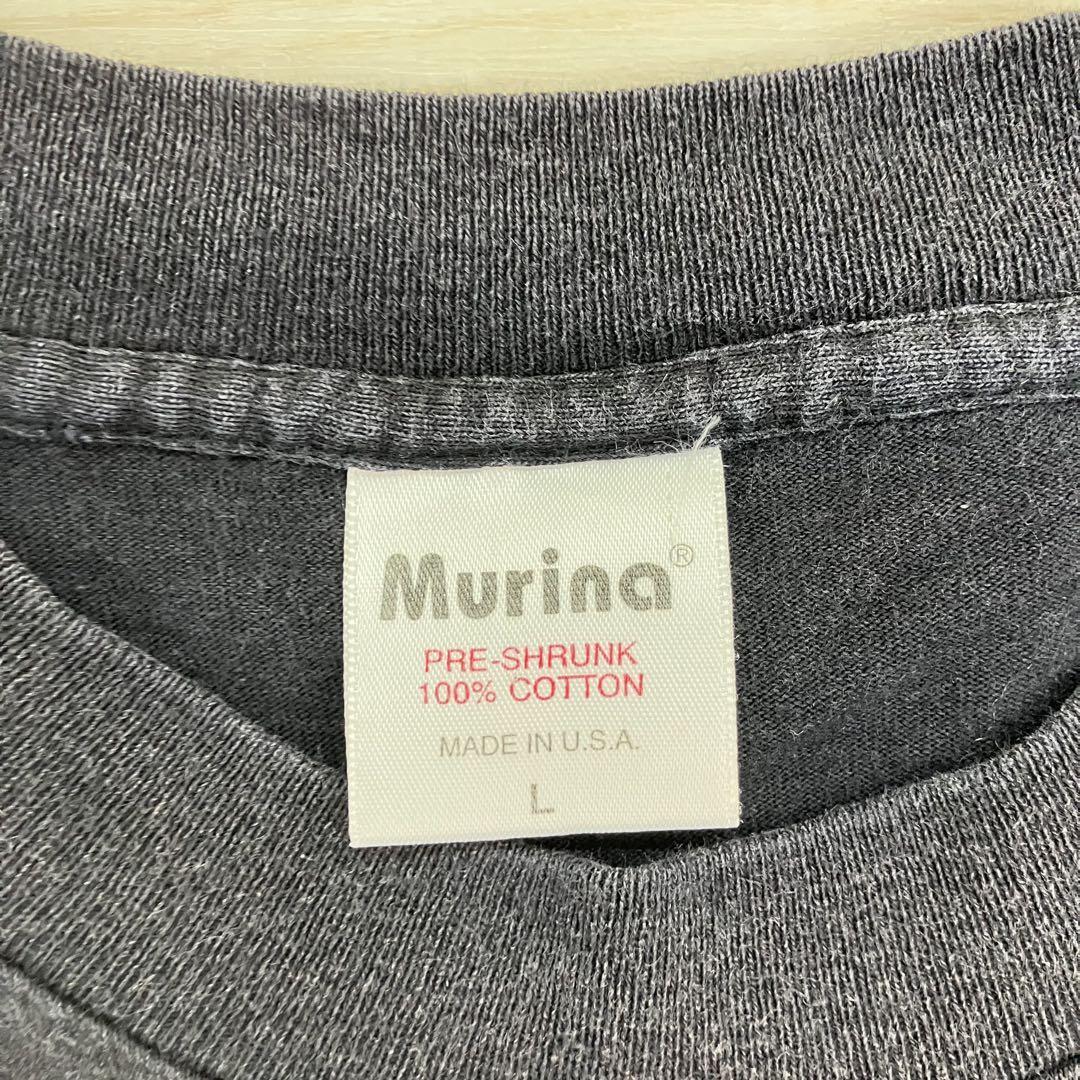 Murina®
PRE-SHRUNK
100% COTTON
MADE IN U.S.A.
L